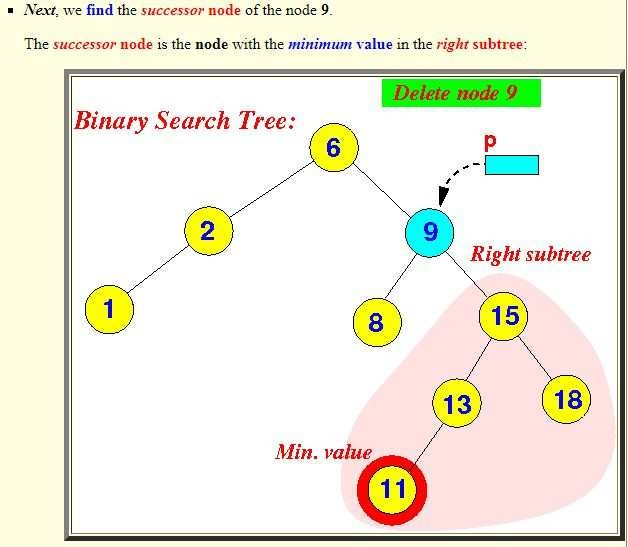 Next, we find the successor node of the node 9.
The successor node is the node with the minimum value in the right subtree:
Delete node 9
Binary Search Tree:
p
6
2
9
Right subtree
1
8
15
13
18
Min. value
11